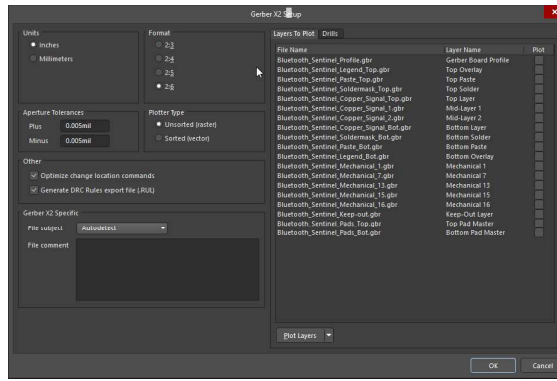 Gerber X2 Setup
Units
Inches
Millimeters
Format
2:3
2:4
2:5
2:6
Aperture Tolerances
Plus 0.005mil
Minus 0.005mil
Plotter Type
Unsorted (raster)
Sorted (vector)
Other
Optimize change location commands
Generate DRC Rules export file (.RUL)
Gerber X2 Specific
File subject Autodetect
File comment
Layers To Plot Drills
File Name Layer Name Plot
Bluetooth_Sentinel_Profile.gbr Gerber Board Profile
Bluetooth_Sentinel_Legend_Top.gbr Top Overlay
Bluetooth_Sentinel_Paste_Top.gbr Top Paste
Bluetooth_Sentinel_Soldermask_Top.gbr Top Solder
Bluetooth_Sentinel_Copper_Signal_Top.gbr Top Layer
Bluetooth_Sentinel_Copper_Signal_1.gbr Mid-Layer 1
Bluetooth_Sentinel_Copper_Signal_2.gbr Mid-Layer 2
Bluetooth_Sentinel_Copper_Signal_Bot.gbr Bottom Layer
Bluetooth_Sentinel_Soldermask_Bot.gbr Bottom Solder
Bluetooth_Sentinel_Paste_Bot.gbr Bottom Paste
Bluetooth_Sentinel_Legend_Bot.gbr Bottom Overlay
Bluetooth_Sentinel_Mechanical_1.gbr Mechanical 1
Bluetooth_Sentinel_Mechanical_7.gbr Mechanical 7
Bluetooth_Sentinel_Mechanical_13.gbr Mechanical 13
Bluetooth_Sentinel_Mechanical_15.gbr Mechanical 15
Bluetooth_Sentinel_Mechanical_16.gbr Mechanical 16
Bluetooth_Sentinel_Keep-out.gbr Keep-Out Layer
Bluetooth_Sentinel_Pads_Top.gbr Top Pad Master
Bluetooth_Sentinel_Pads_Bot.gbr Bottom Pad Master
Plot Layers
OK Cancel